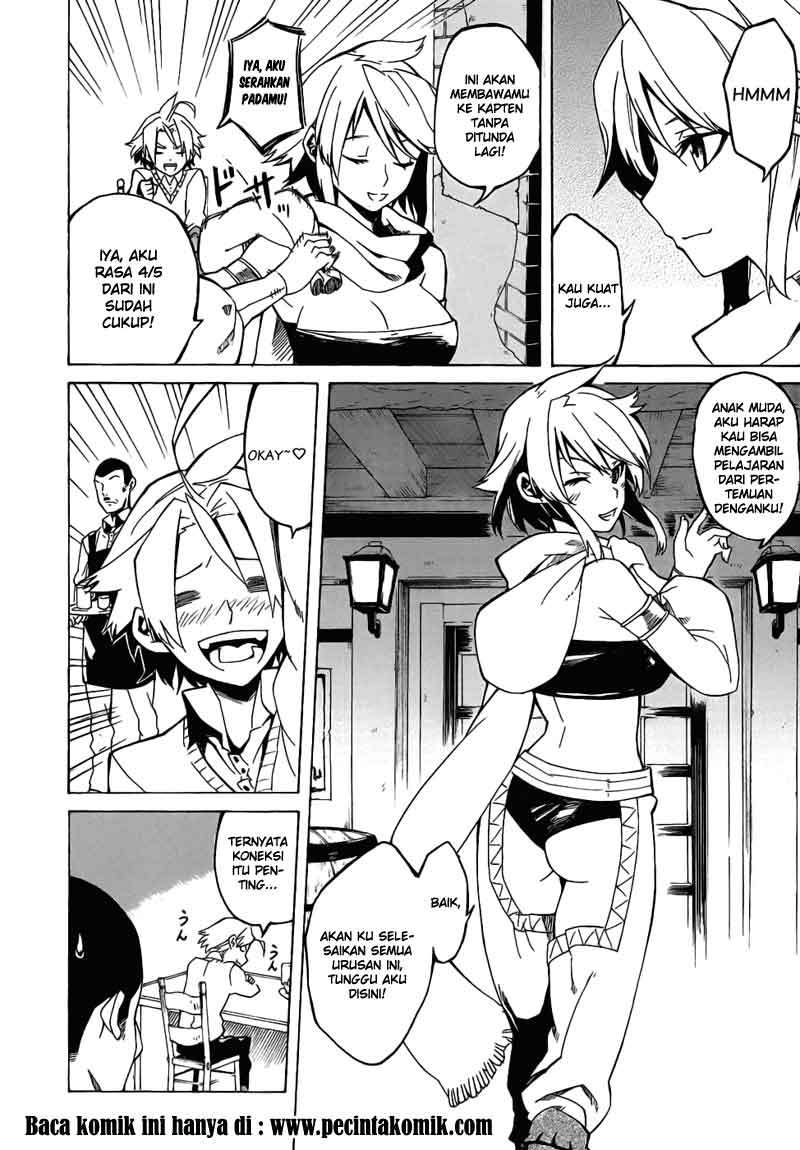 HMMM
KAU KUAT
JUGA...
INI AKAN
MEMBAWAMU
KE KAPTEN
TANPA
DITUNDA
LAGI!
IYA, AKU
SERAHKAN
PADAMU!
ドサッ
IYA, AKU
RASA 4/5
DARI INI
SUDAH
CUKUP!
ANAK MUDA,
AKU HARAP
KAU BISA
MENGAMBIL
PELAJARAN
DARI PER-
TEMUAN
DENGANKU!
BAIK,
AKAN KU SELE-
SAIKAN SEMUA
URUSAN INI,
TUNGGU AKU
DISINI!
OKAY~♡
TERNYATA
KONEKSI
ITU PEN-
TING...
うん
うん
Baca komik ini hanya di : www.pecintakomik.com